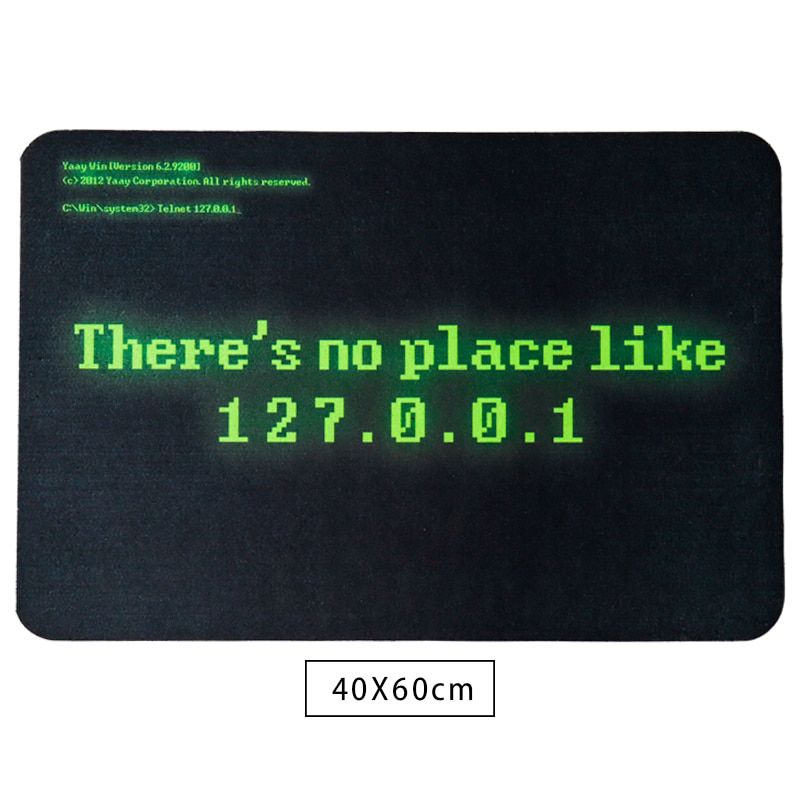 Yaay Win [Version 6.2.9200]
(c) 2012 Yaay Corporation. All rights reserved.
C:\Win\system32> Telnet 127.0.0.1_
There's no place like
127.0.0.1
40X60cm